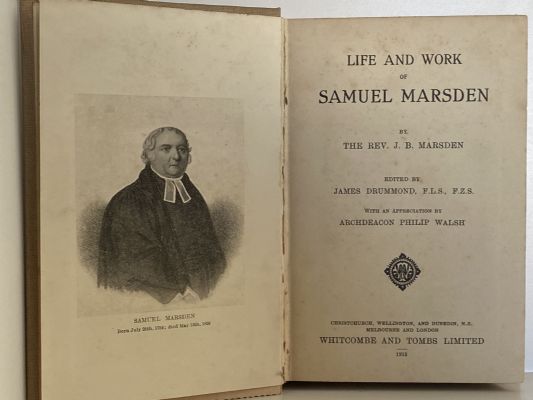 SAMUEL MARSDEN
Born July 28th, 1764; died May 12th, 1838
LIFE AND WORK
OF
SAMUEL MARSDEN
BY
THE REV. J. B. MARSDEN
EDITED BY
JAMES DRUMMOND, F.L.S., F.Z.S.
WITH AN APPRECIATION BY
ARCHDEACON PHILIP WALSH
CHRISTCHURCH, WELLINGTON, AND DUNEDIN, N.Z.
MELBOURNE AND LONDON
WHITCOMBE AND TOMBS LIMITED
1913